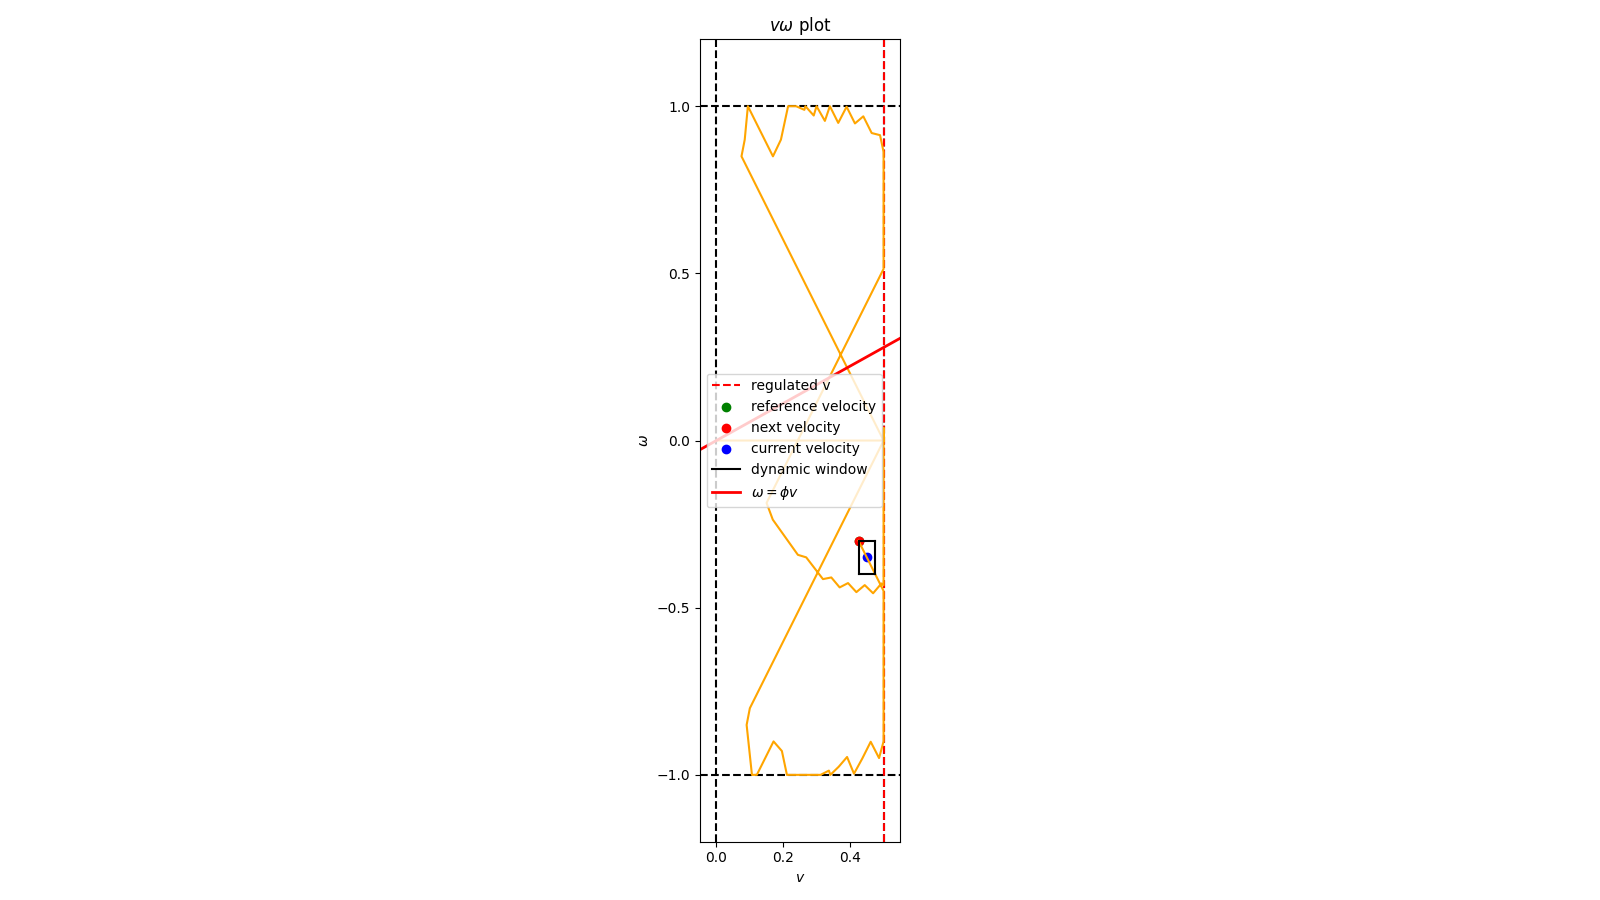 vω plot
1.0
0.5
0.0
−0.5
−1.0
ω
regulated v
reference velocity
next velocity
current velocity
dynamic window
ω = ϕv
0.0 0.2 0.4
v